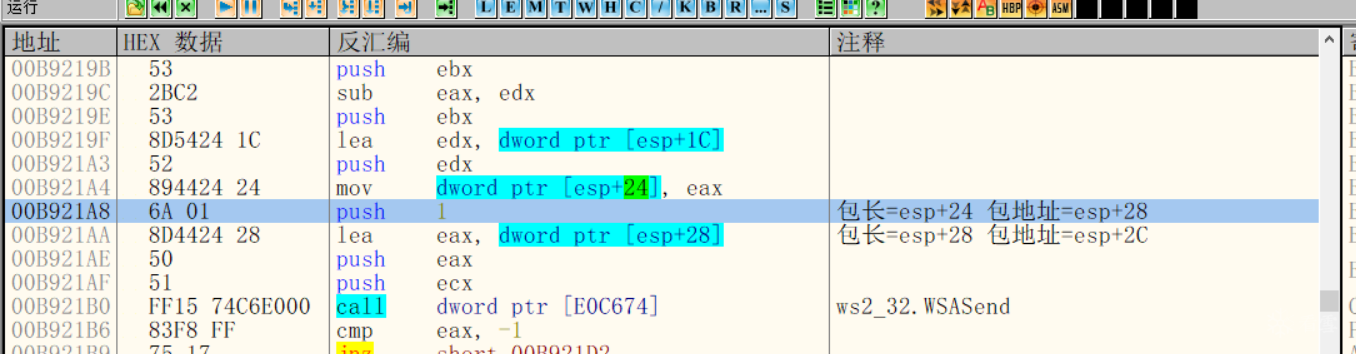 运行 L E M T W H C / K B R ... S ? HBP ASM
地址 HEX 数据 反汇编 注释
00B9219B 53 push ebx
00B9219C 2BC2 sub eax, edx
00B9219E 53 push ebx
00B9219F 8D5424 1C lea edx, dword ptr [esp+1C]
00B921A3 52 push edx
00B921A4 894424 24 mov dword ptr [esp+24], eax
00B921A8 6A 01 push 1 包长=esp+24 包地址=esp+28
00B921AA 8D4424 28 lea eax, dword ptr [esp+28] 包长=esp+28 包地址=esp+2C
00B921AE 50 push eax
00B921AF 51 push ecx
00B921B0 FF15 74C6E000 call dword ptr [E0C674] ws2_32.WSASend
00B921B6 83F8 FF cmp eax, -1
00B921B9 75 17 jnz short 00B921D2